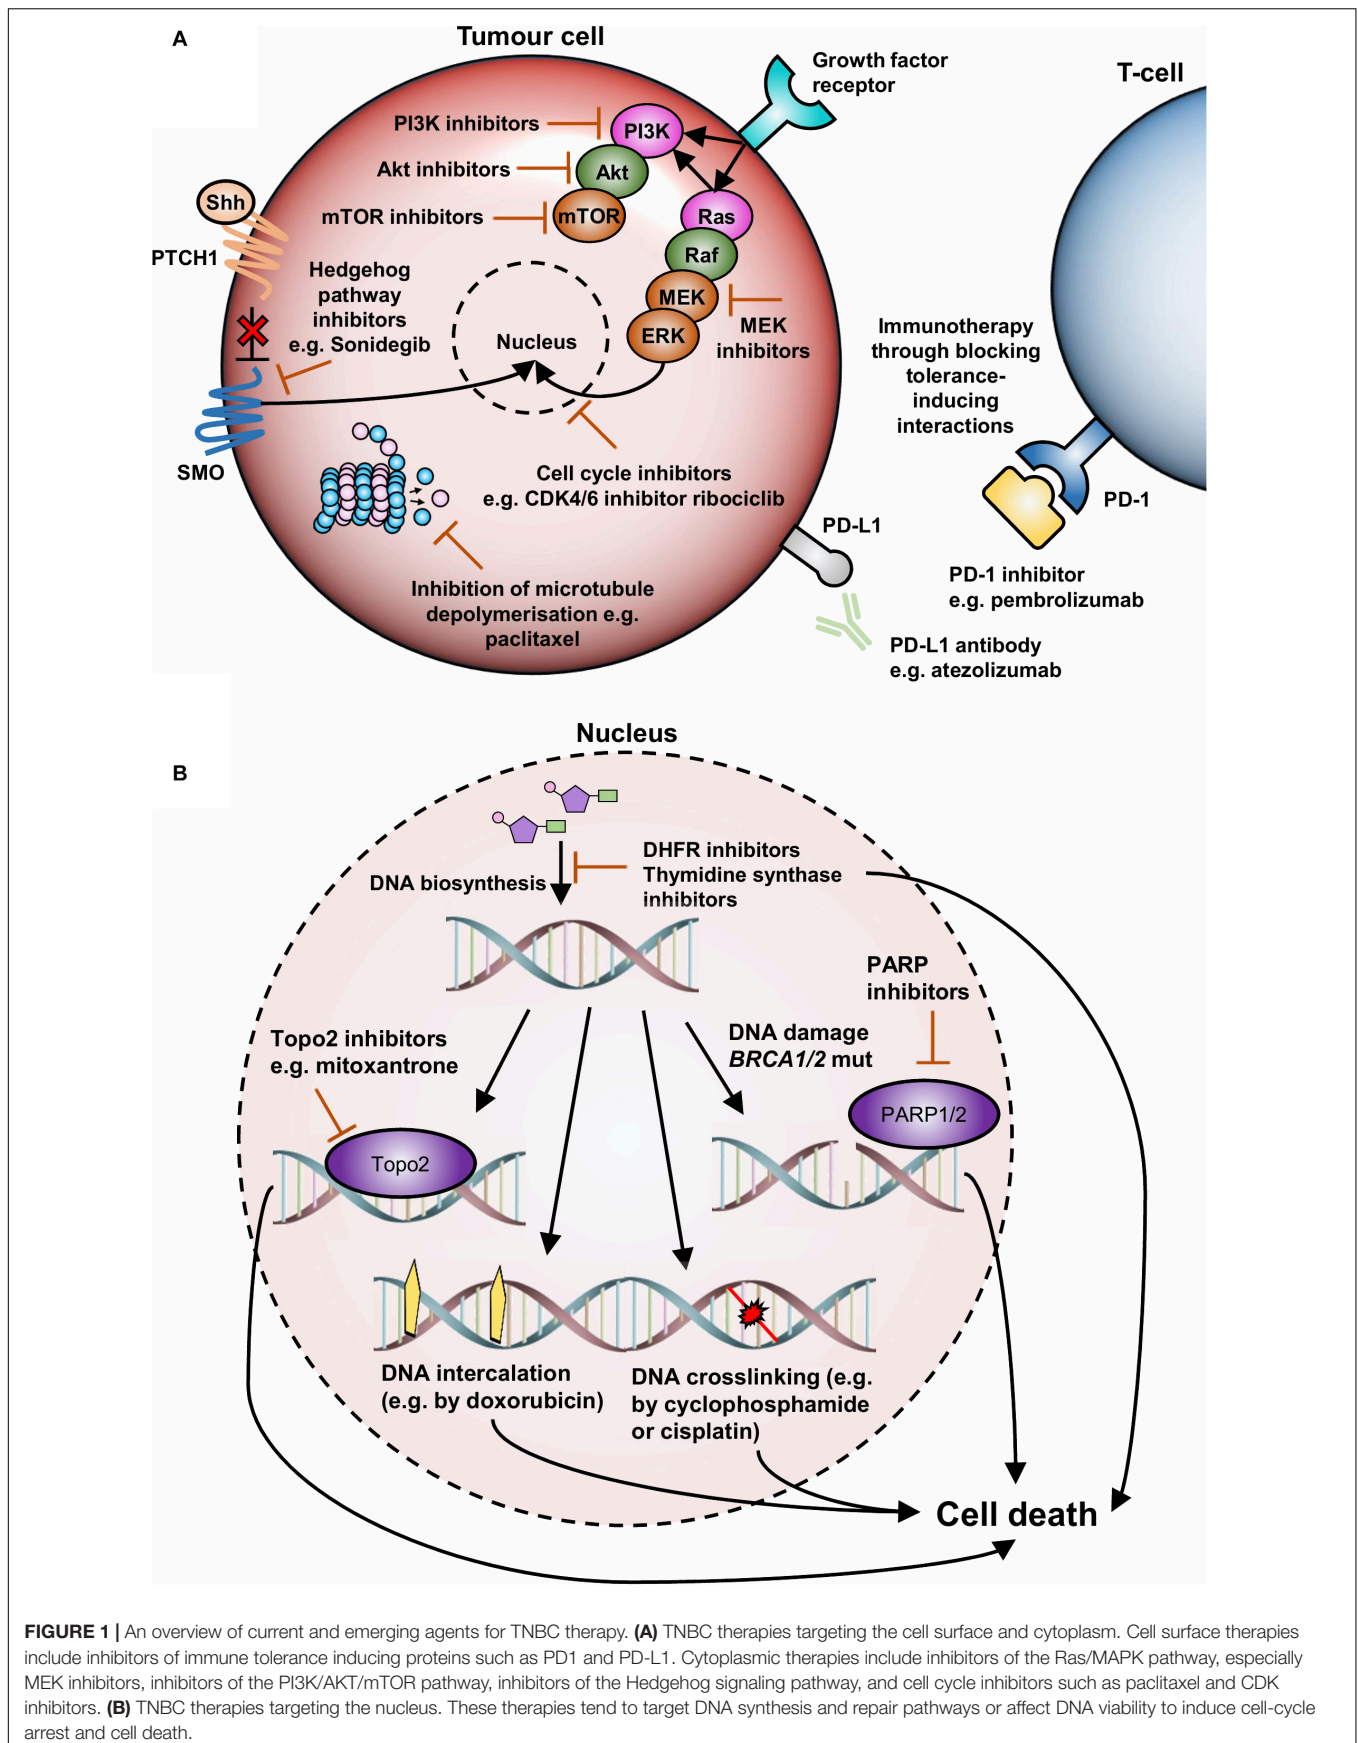 A
Tumour cell
Growth factor
receptor
T-cell
PI3K inhibitors
PI3K
Akt inhibitors
Akt
mTOR inhibitors
mTOR
Ras
Raf
MEK
ERK
MEK
inhibitors
Shh
PTCH1
Hedgehog
pathway
inhibitors
e.g. Sonidegib
Nucleus
SMO
Immunotherapy
through blocking
tolerance-
inducing
interactions
Cell cycle inhibitors
e.g. CDK4/6 inhibitor ribociclib
PD-1
PD-L1
Inhibition of microtubule
depolymerisation e.g.
paclitaxel
PD-1 inhibitor
e.g. pembrolizumab
PD-L1 antibody
e.g. atezolizumab
B
Nucleus
DNA biosynthesis
DHFR inhibitors
Thymidine synthase
inhibitors
PARP
inhibitors
Topo2 inhibitors
e.g. mitoxantrone
DNA damage
BRCA1/2 mut
PARP1/2
Topo2
DNA intercalation
(e.g. by doxorubicin)
DNA crosslinking (e.g.
by cyclophosphamide
or cisplatin)
Cell death
FIGURE 1 | An overview of current and emerging agents for TNBC therapy. (A) TNBC therapies targeting the cell surface and cytoplasm. Cell surface therapies
include inhibitors of immune tolerance inducing proteins such as PD1 and PD-L1. Cytoplasmic therapies include inhibitors of the Ras/MAPK pathway, especially
MEK inhibitors, inhibitors of the PI3K/AKT/mTOR pathway, inhibitors of the Hedgehog signaling pathway, and cell cycle inhibitors such as paclitaxel and CDK
inhibitors. (B) TNBC therapies targeting the nucleus. These therapies tend to target DNA synthesis and repair pathways or affect DNA viability to induce cell-cycle
arrest and cell death.